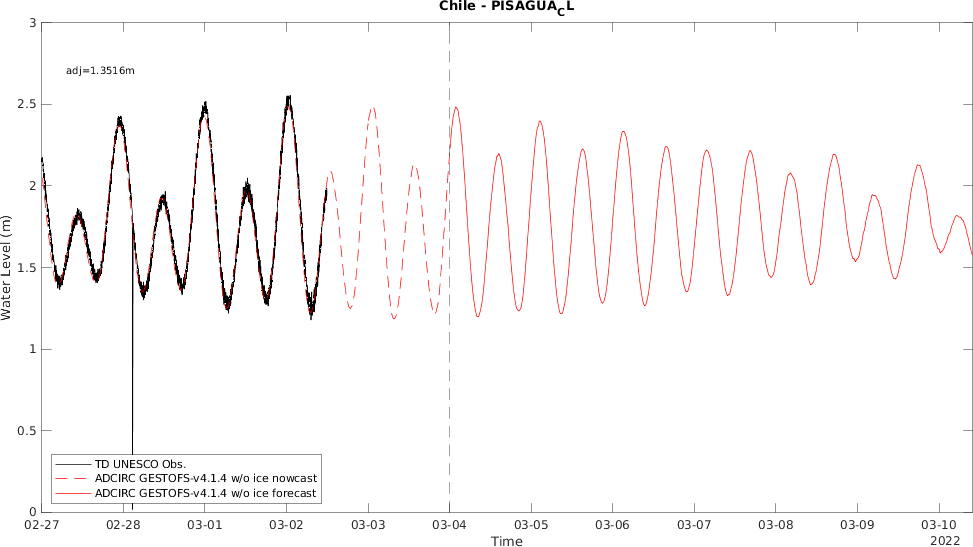 Chile - PISAGUA_CL
3
adj=1.3516m
2.5
2
1.5
1
0.5
0
Water Level (m)
TD UNESCO Obs.
ADCIRC GESTOFS-v4.1.4 w/o ice nowcast
ADCIRC GESTOFS-v4.1.4 w/o ice forecast
02-27 02-28 03-01 03-02 03-03 03-04 03-05 03-06 03-07 03-08 03-09 03-10
Time 2022